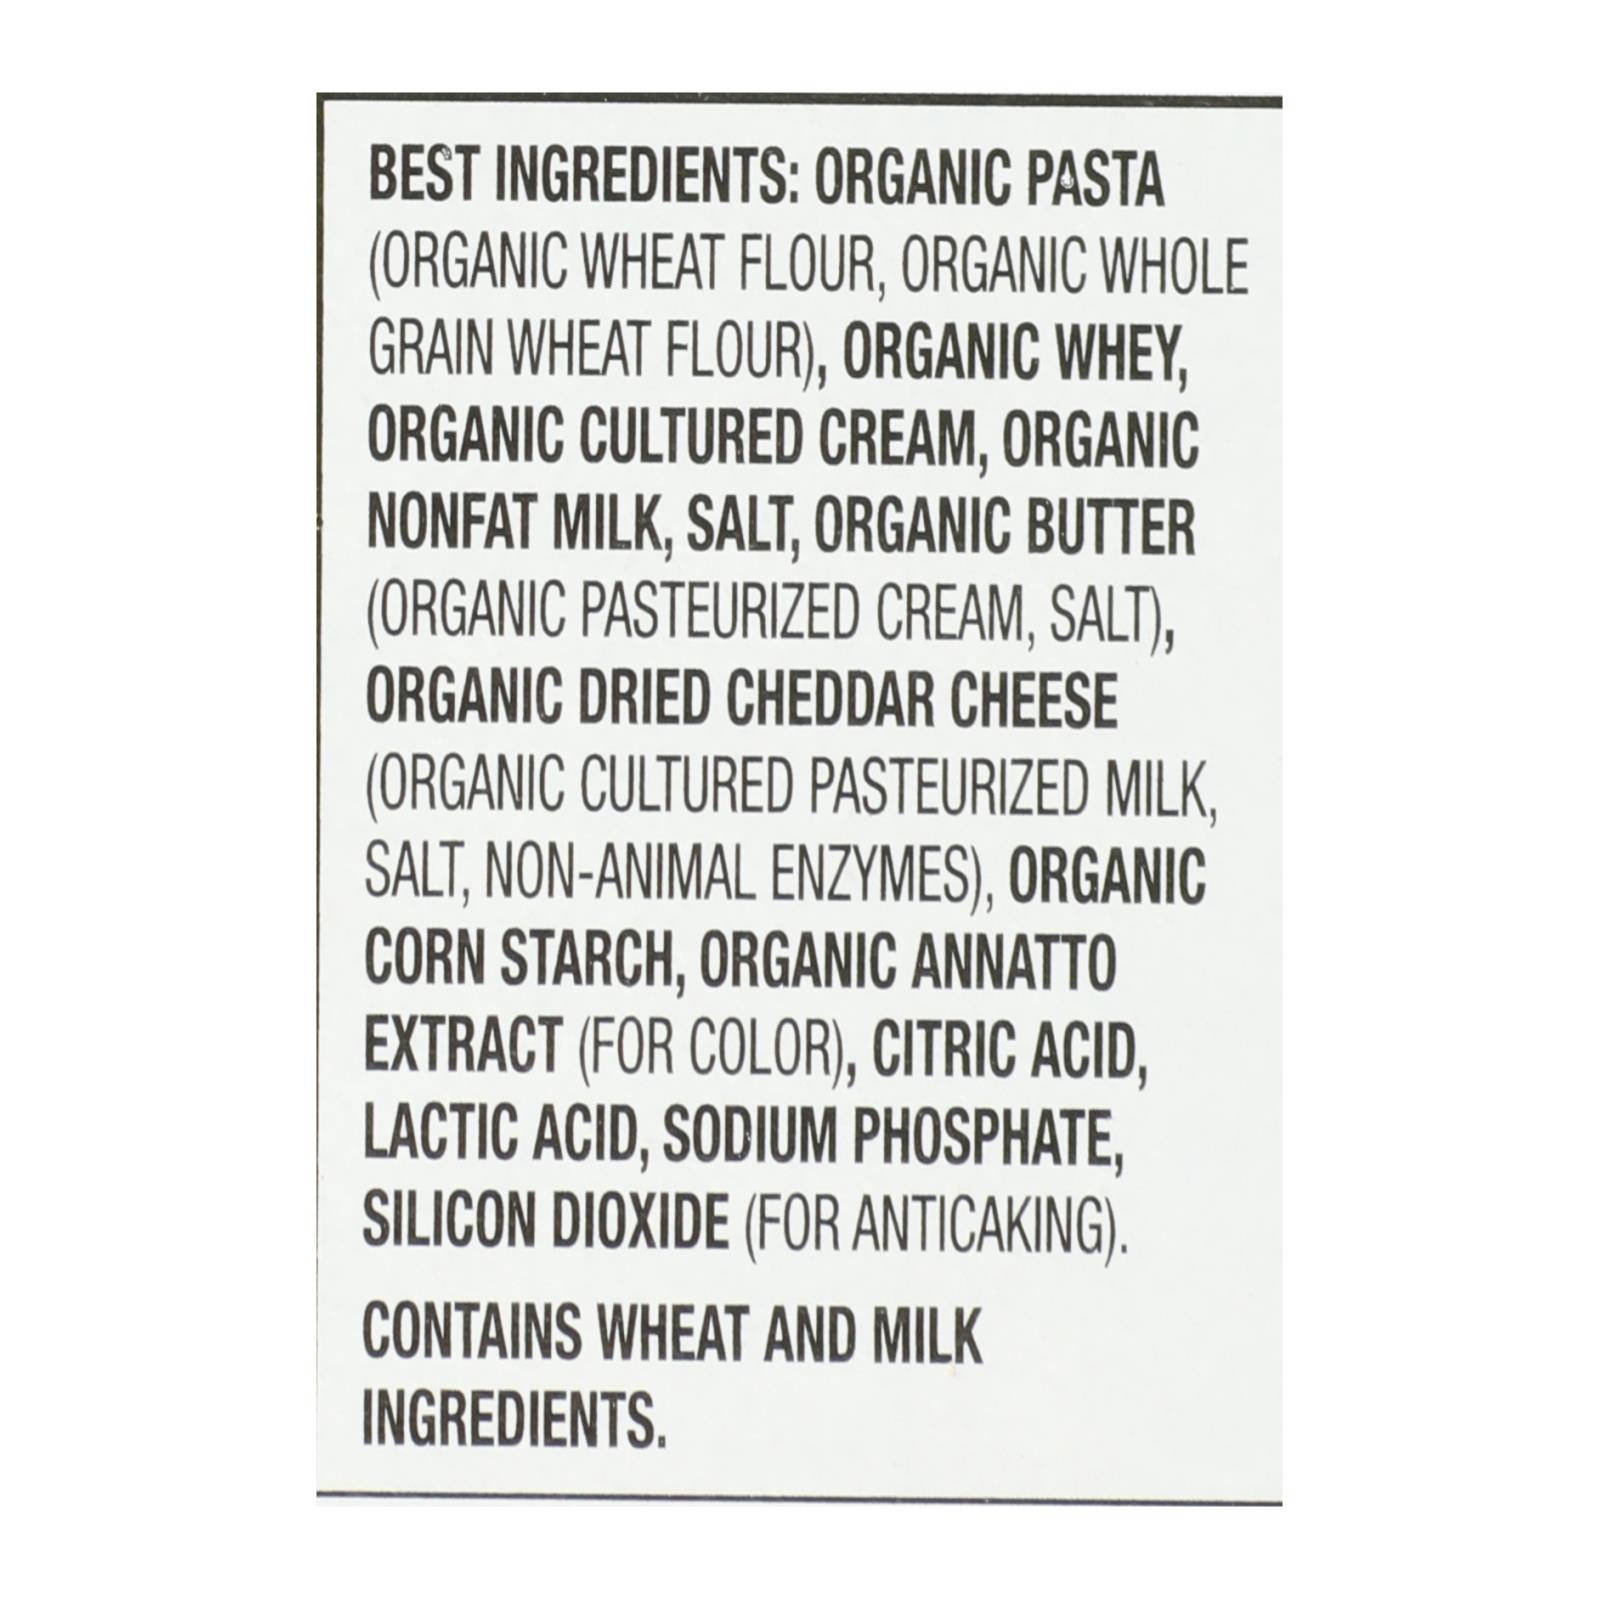 BEST INGREDIENTS: ORGANIC PASTA
(ORGANIC WHEAT FLOUR, ORGANIC WHOLE
GRAIN WHEAT FLOUR), ORGANIC WHEY,
ORGANIC CULTURED CREAM, ORGANIC
NONFAT MILK, SALT, ORGANIC BUTTER
(ORGANIC PASTEURIZED CREAM, SALT),
ORGANIC DRIED CHEDDAR CHEESE
(ORGANIC CULTURED PASTEURIZED MILK,
SALT, NON-ANIMAL ENZYMES), ORGANIC
CORN STARCH, ORGANIC ANNATTO
EXTRACT (FOR COLOR), CITRIC ACID,
LACTIC ACID, SODIUM PHOSPHATE,
SILICON DIOXIDE (FOR ANTICAKING).
CONTAINS WHEAT AND MILK
INGREDIENTS.